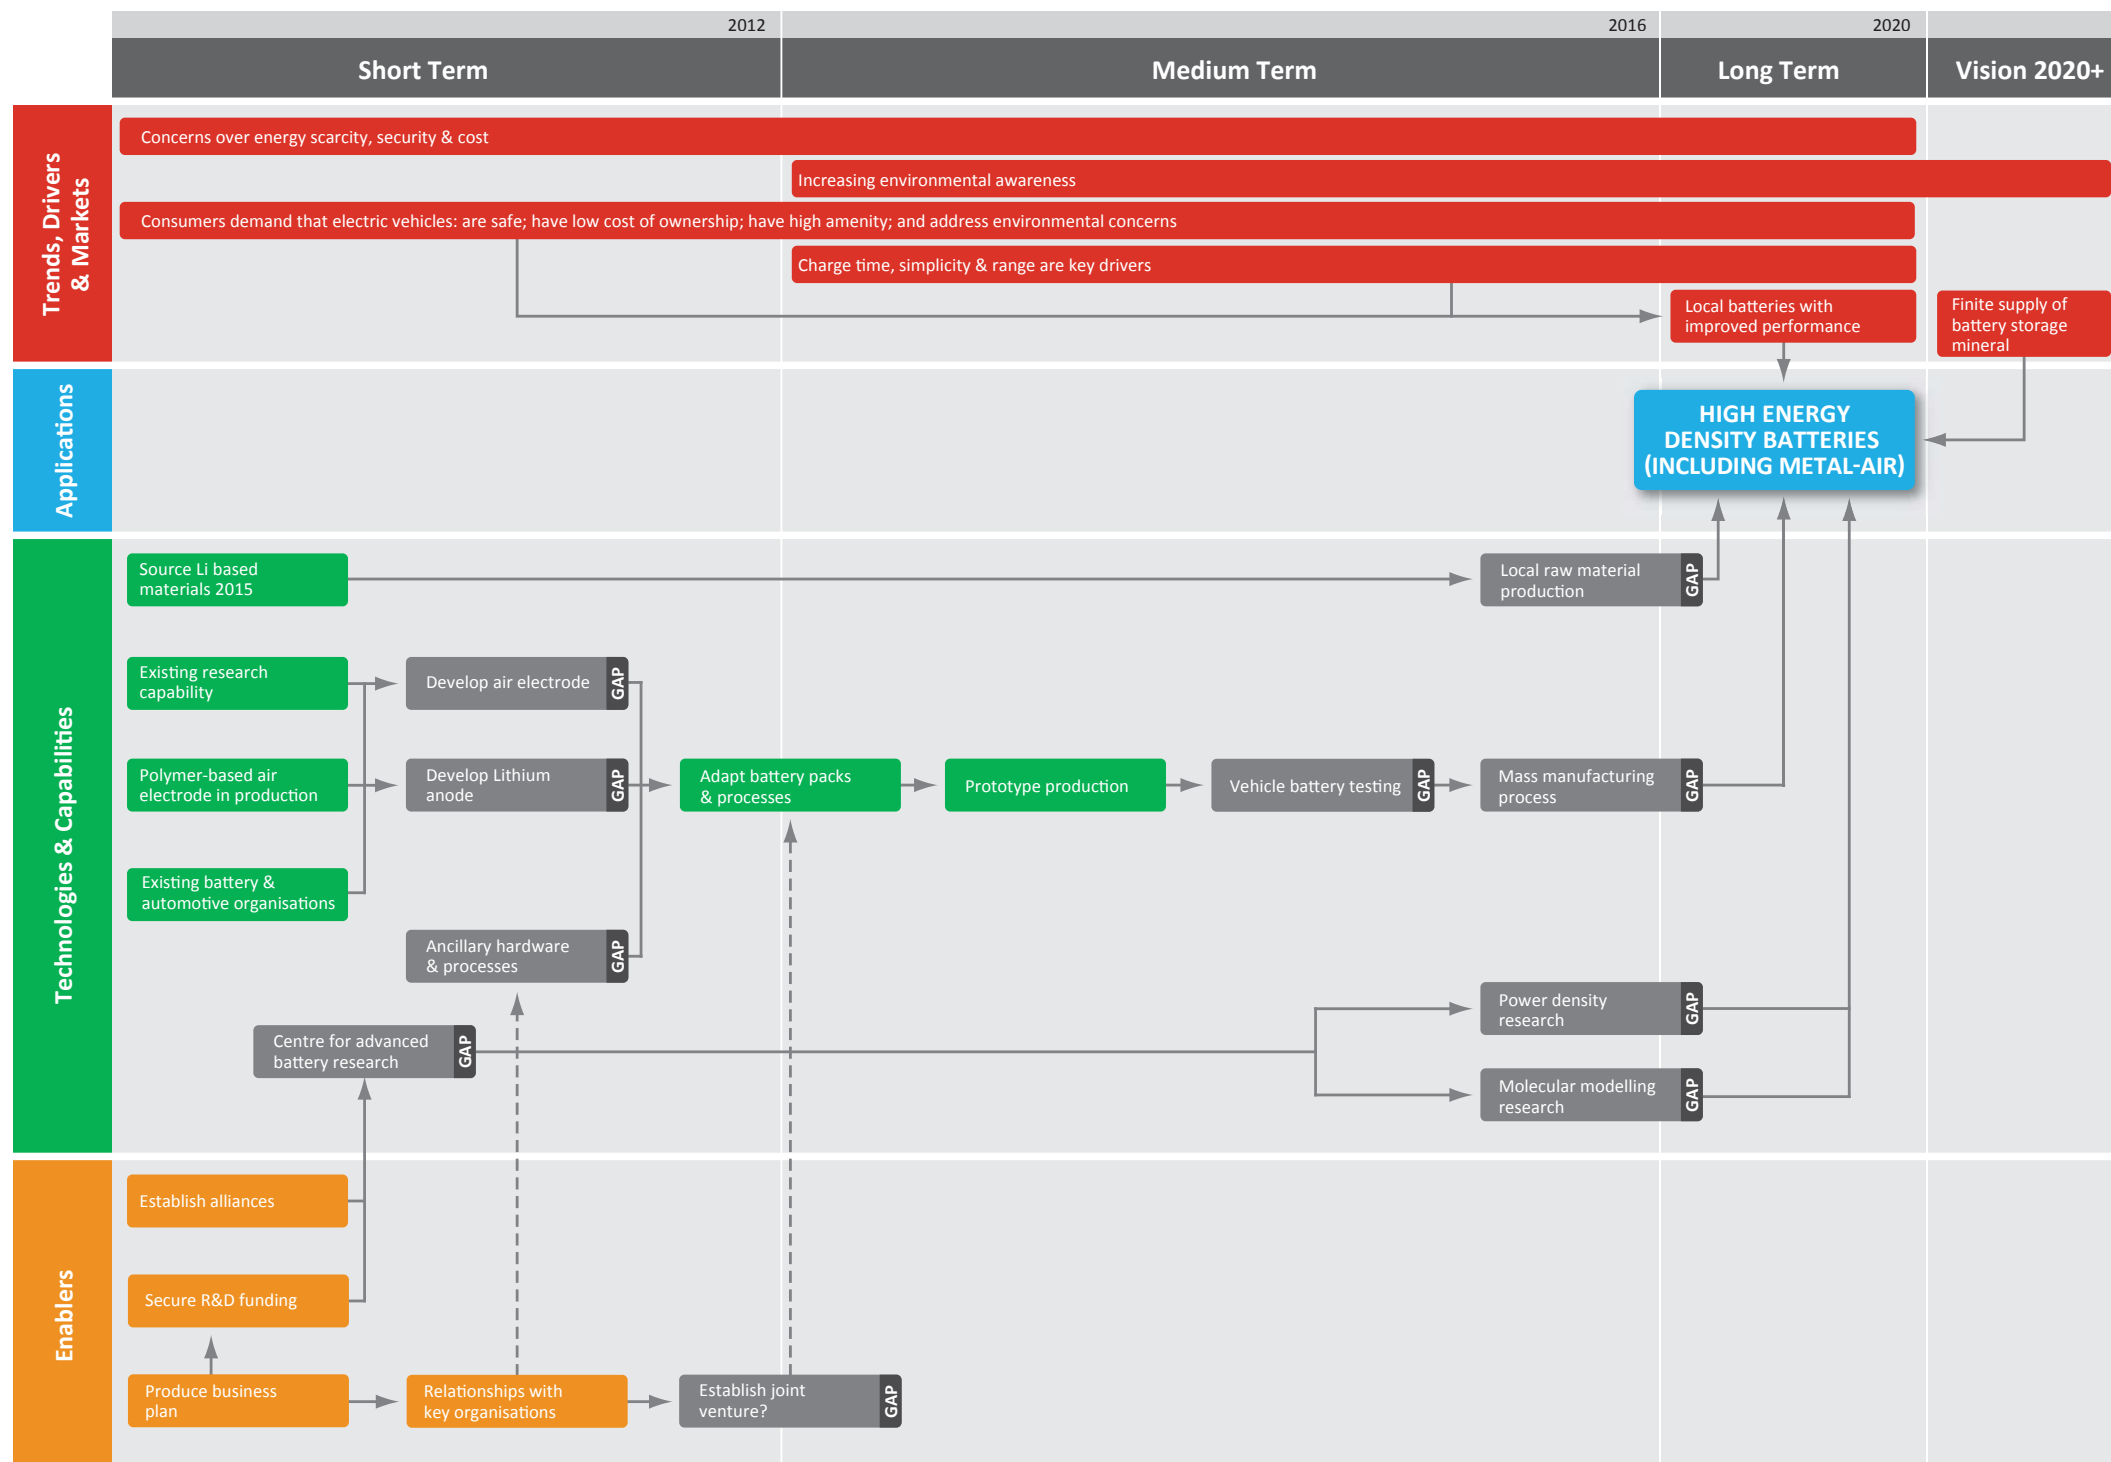 2012
2016
2020
Short Term
Medium Term
Long Term
Vision 2020+
Trends, Drivers
& Markets
Concerns over energy scarcity, security & cost
Increasing environmental awareness
Consumers demand that electric vehicles: are safe; have low cost of ownership; have high amenity; and address environmental concerns
Charge time, simplicity & range are key drivers
Local batteries with
improved performance
Finite supply of
battery storage
mineral
Applications
HIGH ENERGY
DENSITY BATTERIES
(INCLUDING METAL-AIR)
Technologies & Capabilities
Source Li based
materials 2015
Local raw material
production
GAP
Existing research
capability
Develop air electrode
GAP
Polymer-based air
electrode in production
Develop Lithium
anode
GAP
Adapt battery packs
& processes
Prototype production
Vehicle battery testing
GAP
Mass manufacturing
process
GAP
Existing battery &
automotive organisations
Ancillary hardware
& processes
GAP
Power density
research
GAP
Centre for advanced
battery research
GAP
Molecular modelling
research
GAP
Enablers
Establish alliances
Secure R&D funding
Produce business
plan
Relationships with
key organisations
Establish joint
venture?
GAP